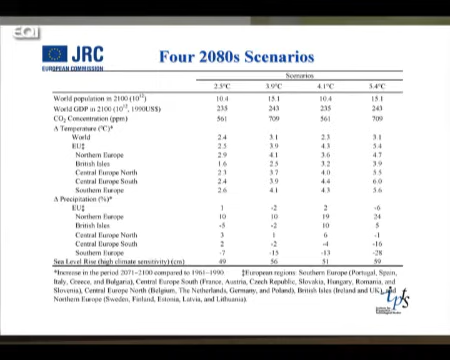 EQI
JRC
EUROPEAN COMMISSION
Four 2080s Scenarios
Scenarios
2.5°C 3.9°C 4.1°C 5.4°C
World population in 2100 (10¹²) 10.4 15.1 10.4 15.1
World GDP in 2100 (10¹², 1990US$) 235 243 235 243
CO₂ Concentration (ppm) 561 709 561 709
Δ Temperature (°C)*
World 2.4 3.1 2.3 3.1
EU‡ 2.5 3.9 4.3 5.4
Northern Europe 2.9 4.1 3.6 4.7
British Isles 1.6 2.5 3.2 3.9
Central Europe North 2.3 3.7 4.0 5.5
Central Europe South 2.4 3.9 4.4 6.0
Southern Europe 2.6 4.1 4.3 5.6
Δ Precipitation (%)*
EU‡ 1 -2 2 -6
Northern Europe 10 10 19 24
British Isles -5 -2 10 5
Central Europe North 3 1 6 -1
Central Europe South 2 -2 -4 -16
Southern Europe -7 -15 -13 -28
Sea Level Rise (high climate sensitivity) (cm) 49 56 51 59
*Increase in the period 2071–2100 compared to 1961–1990. ‡European regions: Southern Europe (Portugal, Spain,
Italy, Greece, and Bulgaria), Central Europe South (France, Austria, Czech Republic, Slovakia, Hungary, Romania, and
Slovenia), Central Europe North (Belgium, The Netherlands, Germany, and Poland), British Isles (Ireland and UK), and
Northern Europe (Sweden, Finland, Estonia, Latvia, and Lithuania).
ipts